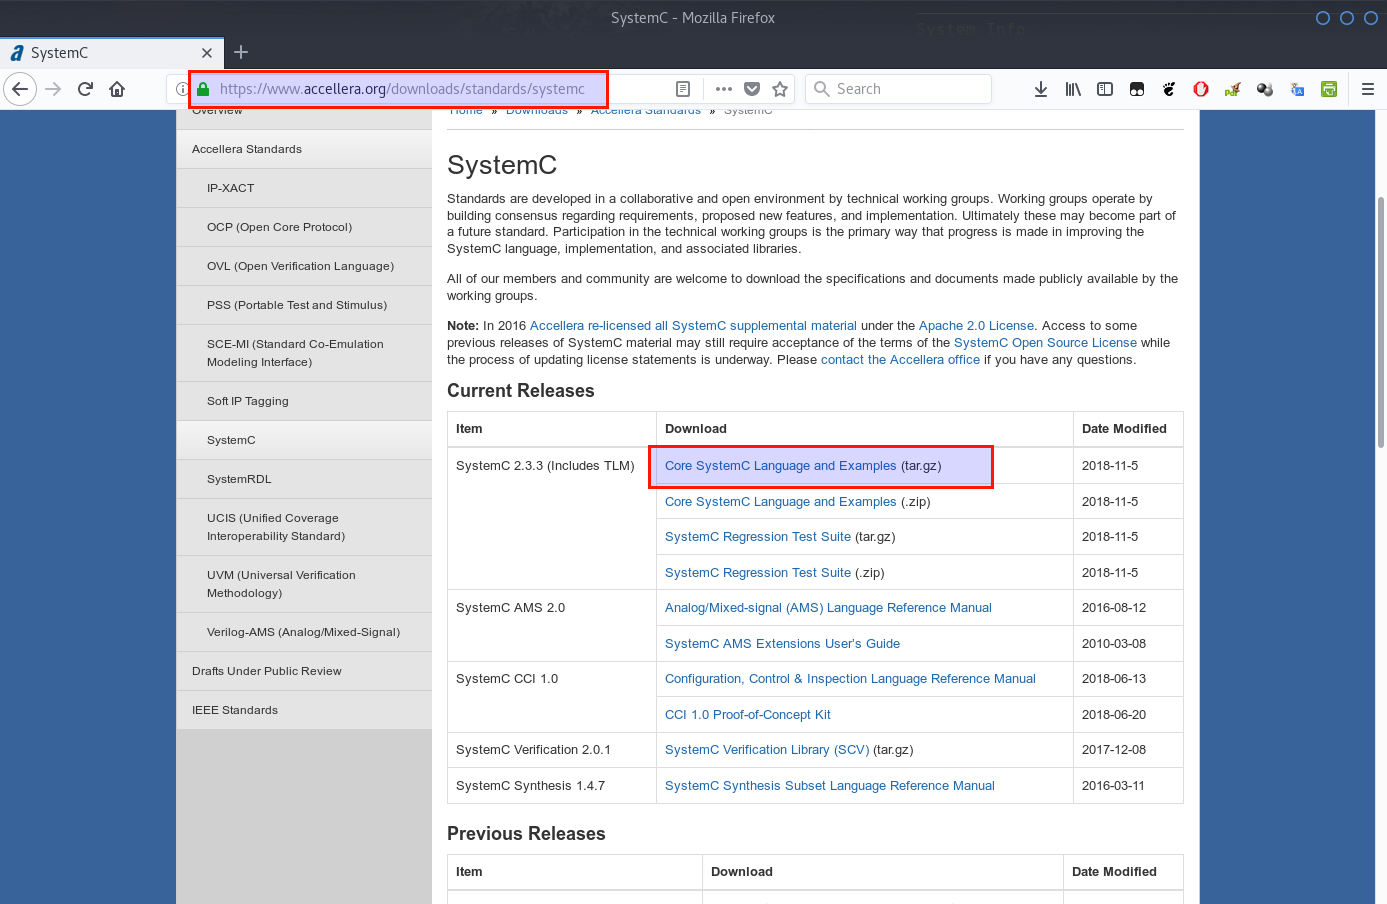 SystemC - Mozilla Firefox
System Info
SystemC
https://www.accellera.org/downloads/standards/systemc
Search
Overview
Accellera Standards
IP-XACT
OCP (Open Core Protocol)
OVL (Open Verification Language)
PSS (Portable Test and Stimulus)
SCE-MI (Standard Co-Emulation
Modeling Interface)
Soft IP Tagging
SystemC
SystemRDL
UCIS (Unified Coverage
Interoperability Standard)
UVM (Universal Verification
Methodology)
Verilog-AMS (Analog/Mixed-Signal)
Drafts Under Public Review
IEEE Standards
Home » Downloads » Accellera Standards » SystemC
SystemC
Standards are developed in a collaborative and open environment by technical working groups. Working groups operate by
building consensus regarding requirements, proposed new features, and implementation. Ultimately these may become part of
a future standard. Participation in the technical working groups is the primary way that progress is made in improving the
SystemC language, implementation, and associated libraries.
All of our members and community are welcome to download the specifications and documents made publicly available by the
working groups.
Note: In 2016 Accellera re-licensed all SystemC supplemental material under the Apache 2.0 License. Access to some
previous releases of SystemC material may still require acceptance of the terms of the SystemC Open Source License while
the process of updating license statements is underway. Please contact the Accellera office if you have any questions.
Current Releases
Item Download Date Modified
SystemC 2.3.3 (Includes TLM) Core SystemC Language and Examples (tar.gz) 2018-11-5
Core SystemC Language and Examples (.zip) 2018-11-5
SystemC Regression Test Suite (tar.gz) 2018-11-5
SystemC Regression Test Suite (.zip) 2018-11-5
SystemC AMS 2.0 Analog/Mixed-signal (AMS) Language Reference Manual 2016-08-12
SystemC AMS Extensions User's Guide 2010-03-08
SystemC CCI 1.0 Configuration, Control & Inspection Language Reference Manual 2018-06-13
CCI 1.0 Proof-of-Concept Kit 2018-06-20
SystemC Verification 2.0.1 SystemC Verification Library (SCV) (tar.gz) 2017-12-08
SystemC Synthesis 1.4.7 SystemC Synthesis Subset Language Reference Manual 2016-03-11
Previous Releases
Item Download Date Modified